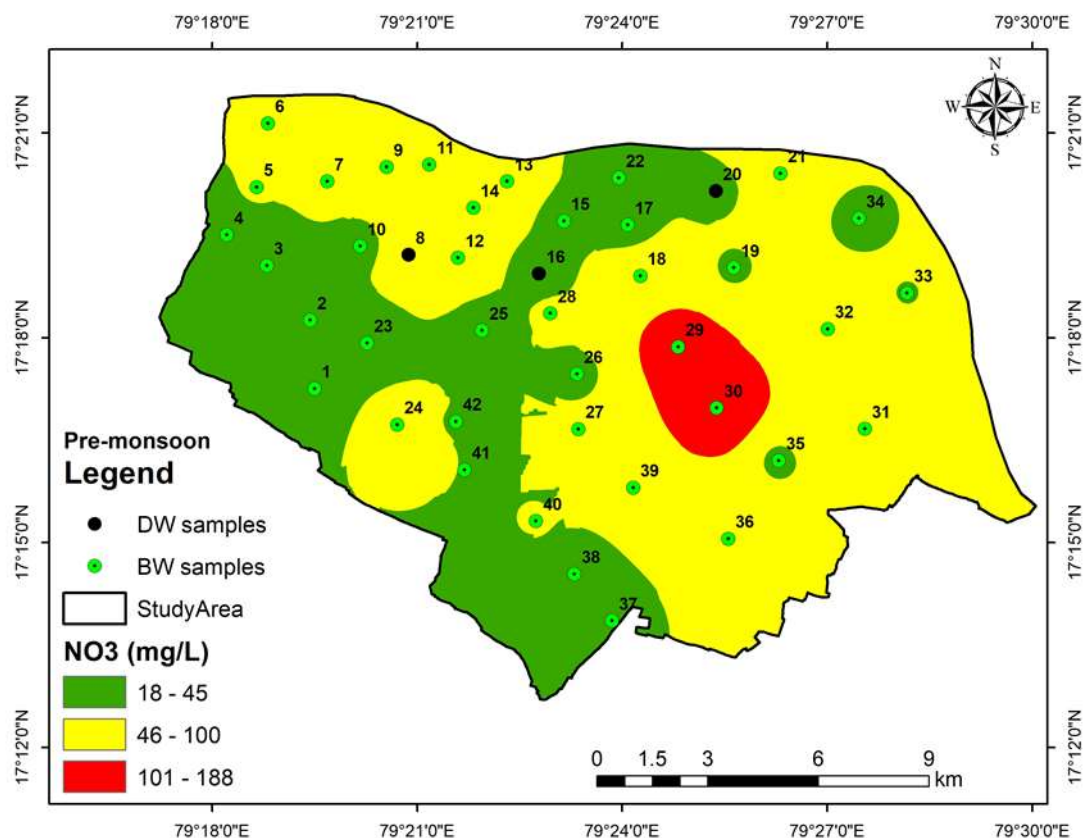 79°18'0"E 79°21'0"E 79°24'0"E 79°27'0"E 79°30'0"E
N
W E
S
17°21'0"N 17°21'0"N
17°18'0"N 17°18'0"N
17°15'0"N 17°15'0"N
17°12'0"N 17°12'0"N
6
5 7 9 11 13
14
4 3 10 8 12
22 20 21
15 17 34
16 18 19 33
28 32
2 23 25 29
26
1 30
24 42 27 31
41 35
39
40 36
38
37
Pre-monsoon
Legend
DW samples
BW samples
StudyArea
NO3 (mg/L)
18 - 45
46 - 100
101 - 188
0 1.5 3 6 9
km
79°18'0"E 79°21'0"E 79°24'0"E 79°27'0"E 79°30'0"E